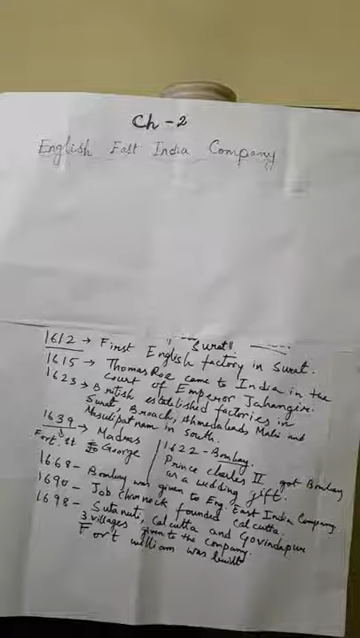 Ch - 2
English East India Company
"Surat"
1612 → First English factory in Surat.
1615 → Thomas Roe came to India in the
Court of Emperor Jahangir.
1623 → British established factories in
Surat, Broach, Ahmedabad, and
Masulipatnam in South.
1639 → Madras
Fort. St George
1622 - Bombay
Prince Charles II got Bombay
as a wedding gift.
1668 - Bombay was given to Eng. East India Company
1690 - Job Charnock founded Calcutta.
1698 - Sutanuti, Calcutta and Govindapur
3 villages given to the company.
Fort william was built